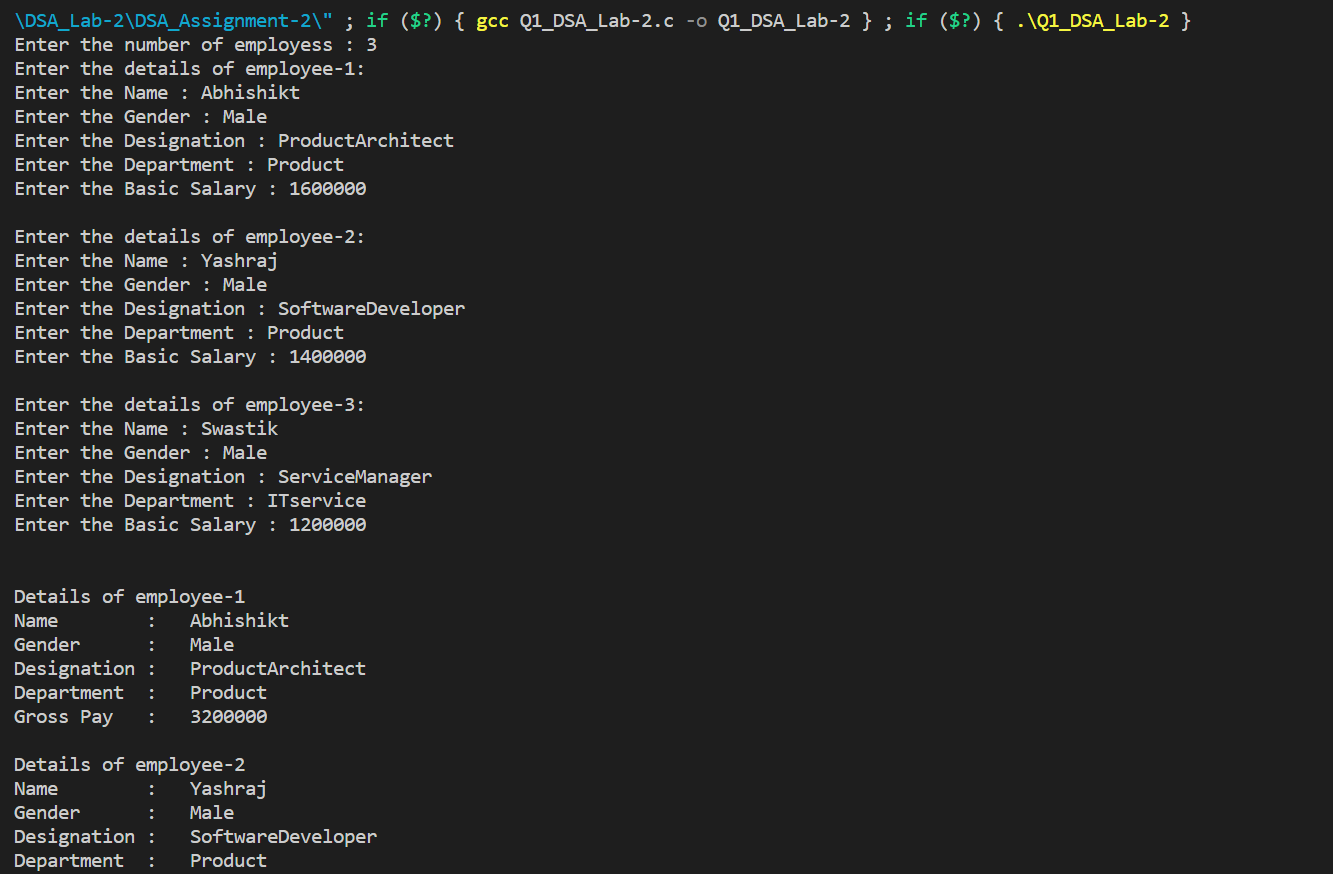 \DSA_Lab-2\DSA_Assignment-2\" ; if ($?) { gcc Q1_DSA_Lab-2.c -o Q1_DSA_Lab-2 } ; if ($?) { .\Q1_DSA_Lab-2 }
Enter the number of employess : 3
Enter the details of employee-1:
Enter the Name : Abhishikt
Enter the Gender : Male
Enter the Designation : ProductArchitect
Enter the Department : Product
Enter the Basic Salary : 1600000

Enter the details of employee-2:
Enter the Name : Yashraj
Enter the Gender : Male
Enter the Designation : SoftwareDeveloper
Enter the Department : Product
Enter the Basic Salary : 1400000

Enter the details of employee-3:
Enter the Name : Swastik
Enter the Gender : Male
Enter the Designation : ServiceManager
Enter the Department : ITservice
Enter the Basic Salary : 1200000


Details of employee-1
Name        :   Abhishikt
Gender      :   Male
Designation :   ProductArchitect
Department  :   Product
Gross Pay   :   3200000

Details of employee-2
Name        :   Yashraj
Gender      :   Male
Designation :   SoftwareDeveloper
Department  :   Product